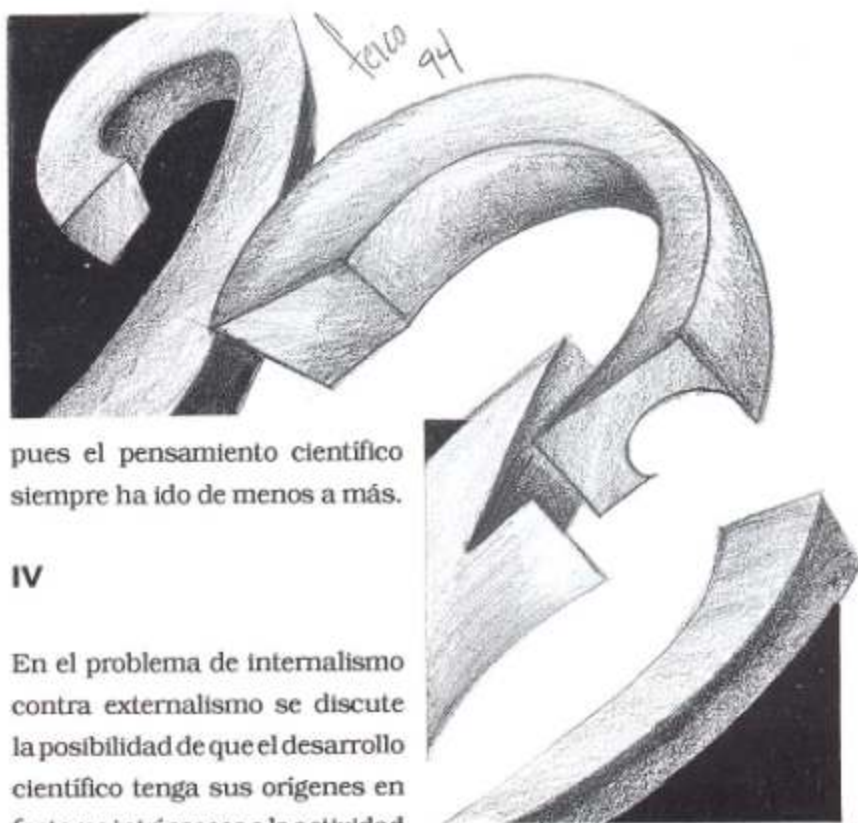 94
pues el pensamiento científico
siempre ha ido de menos a más.
IV
En el problema de internalismo
contra externalismo se discute
la posibilidad de que el desarrollo
científico tenga sus orígenes en